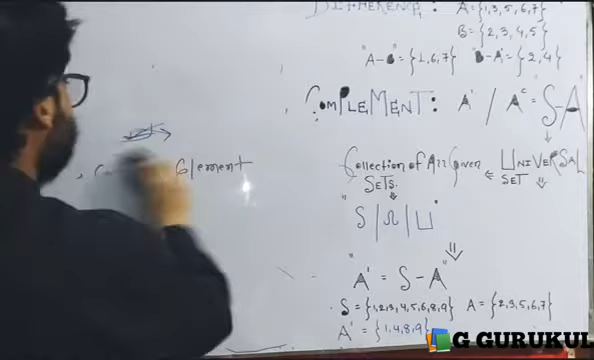 DIFFERENCE: A = {1,3,5,6,7}
B = {2,3,4,5}
"A-B" = {1,6,7} "B-A" = {2,4}
COMPLEMENT: A' / A^c = S-A
Element
Collection of All Given UNIVERSAL
SETS. ⇐ SET
"S/Ω/U"
"A' = S-A"
S = {1,2,3,4,5,6,8,9} A = {2,3,5,6,7}
A' = {1,4,8,9}
G GURUKUL